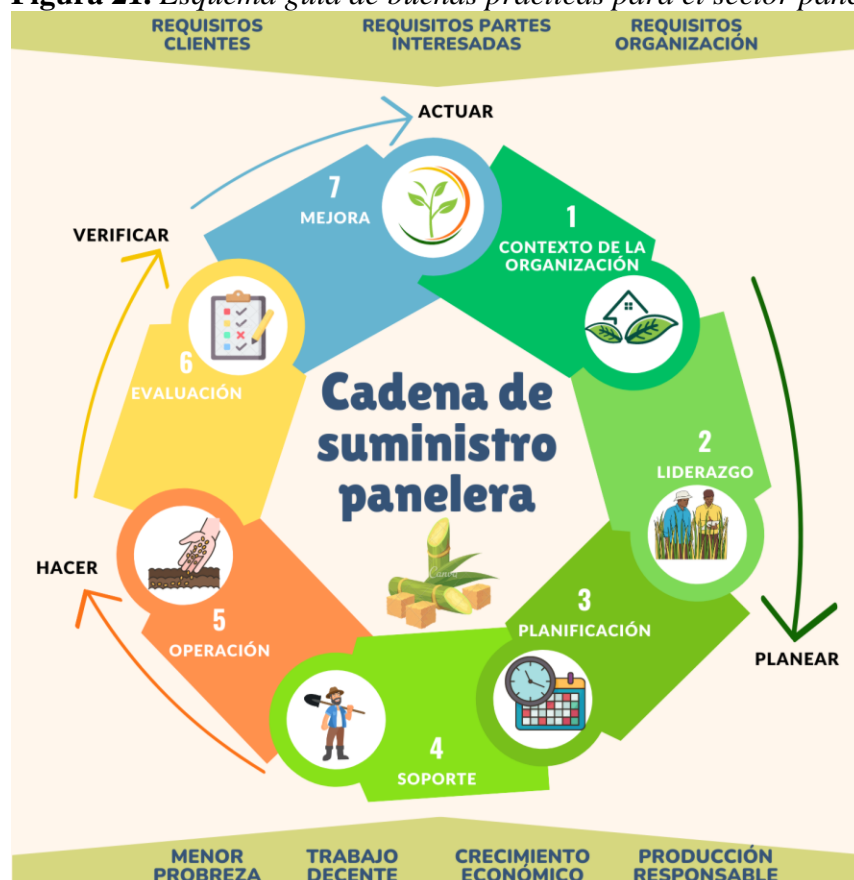 Figura 21. Esquema guía de buenas prácticas para el sector pane
REQUISITOS CLIENTES
REQUISITOS PARTES INTERESADAS
REQUISITOS ORGANIZACIÓN
ACTUAR
7
MEJORA
1
CONTEXTO DE LA
ORGANIZACIÓN
VERIFICAR
6
EVALUACIÓN
Cadena de
suministro
panelera
Canva
2
LIDERAZGO
HACER
5
OPERACIÓN
3
PLANIFICACIÓN
PLANEAR
4
SOPORTE
MENOR PROBREZA
TRABAJO DECENTE
CRECIMIENTO ECONÓMICO
PRODUCCIÓN RESPONSABLE